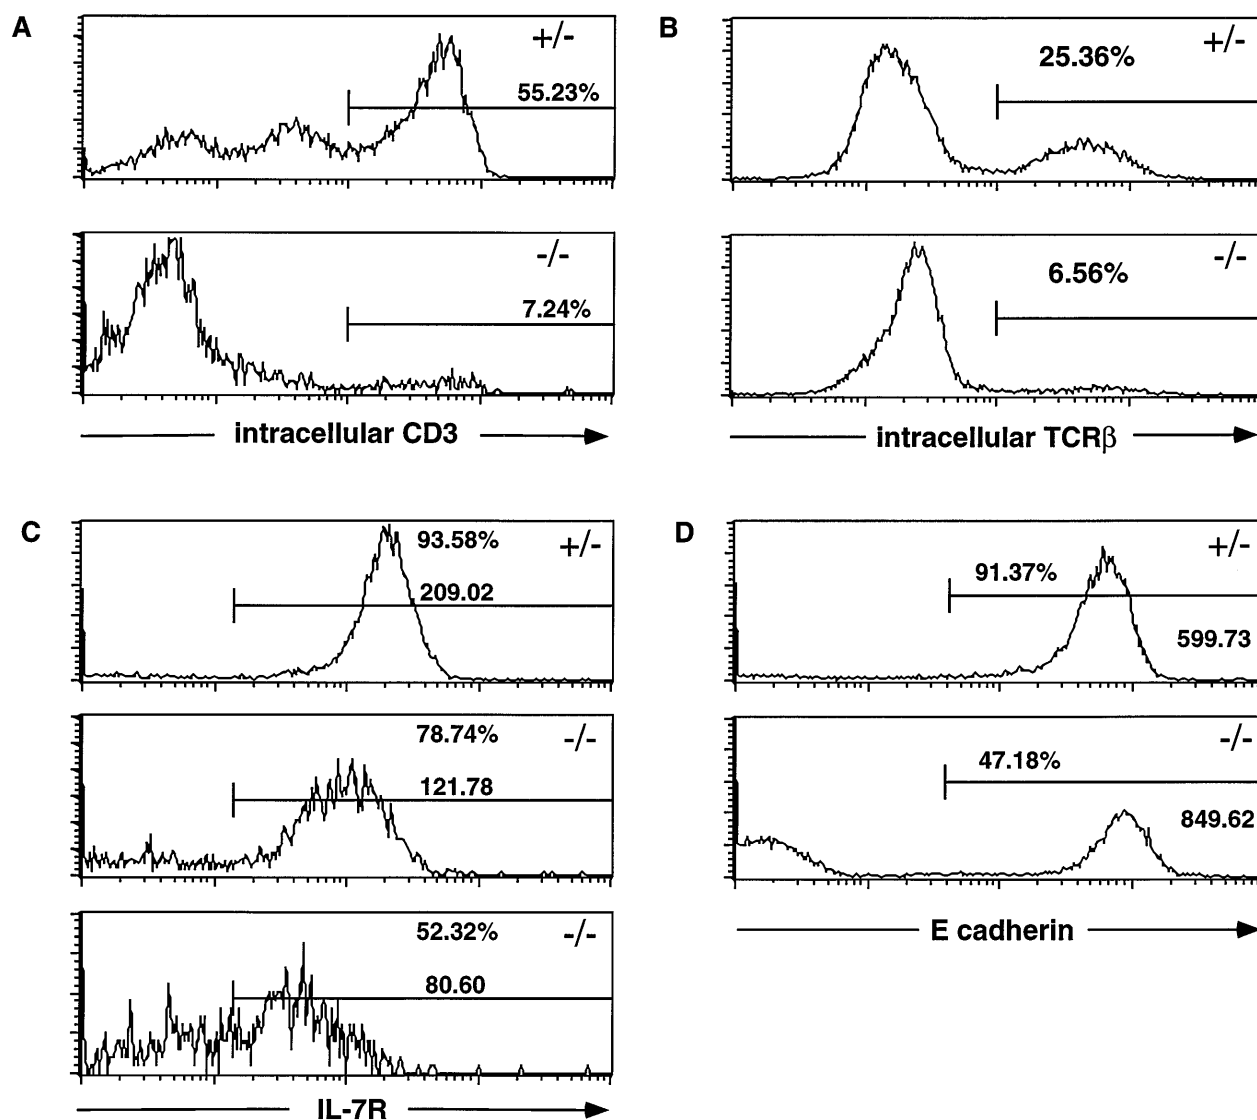 A
+/-
55.23%
-/-
7.24%
intracellular CD3
B
+/-
25.36%
-/-
6.56%
intracellular TCRβ
C
+/-
93.58%
209.02
-/-
78.74%
121.78
-/-
52.32%
80.60
IL-7R
D
+/-
91.37%
599.73
-/-
47.18%
849.62
E cadherin